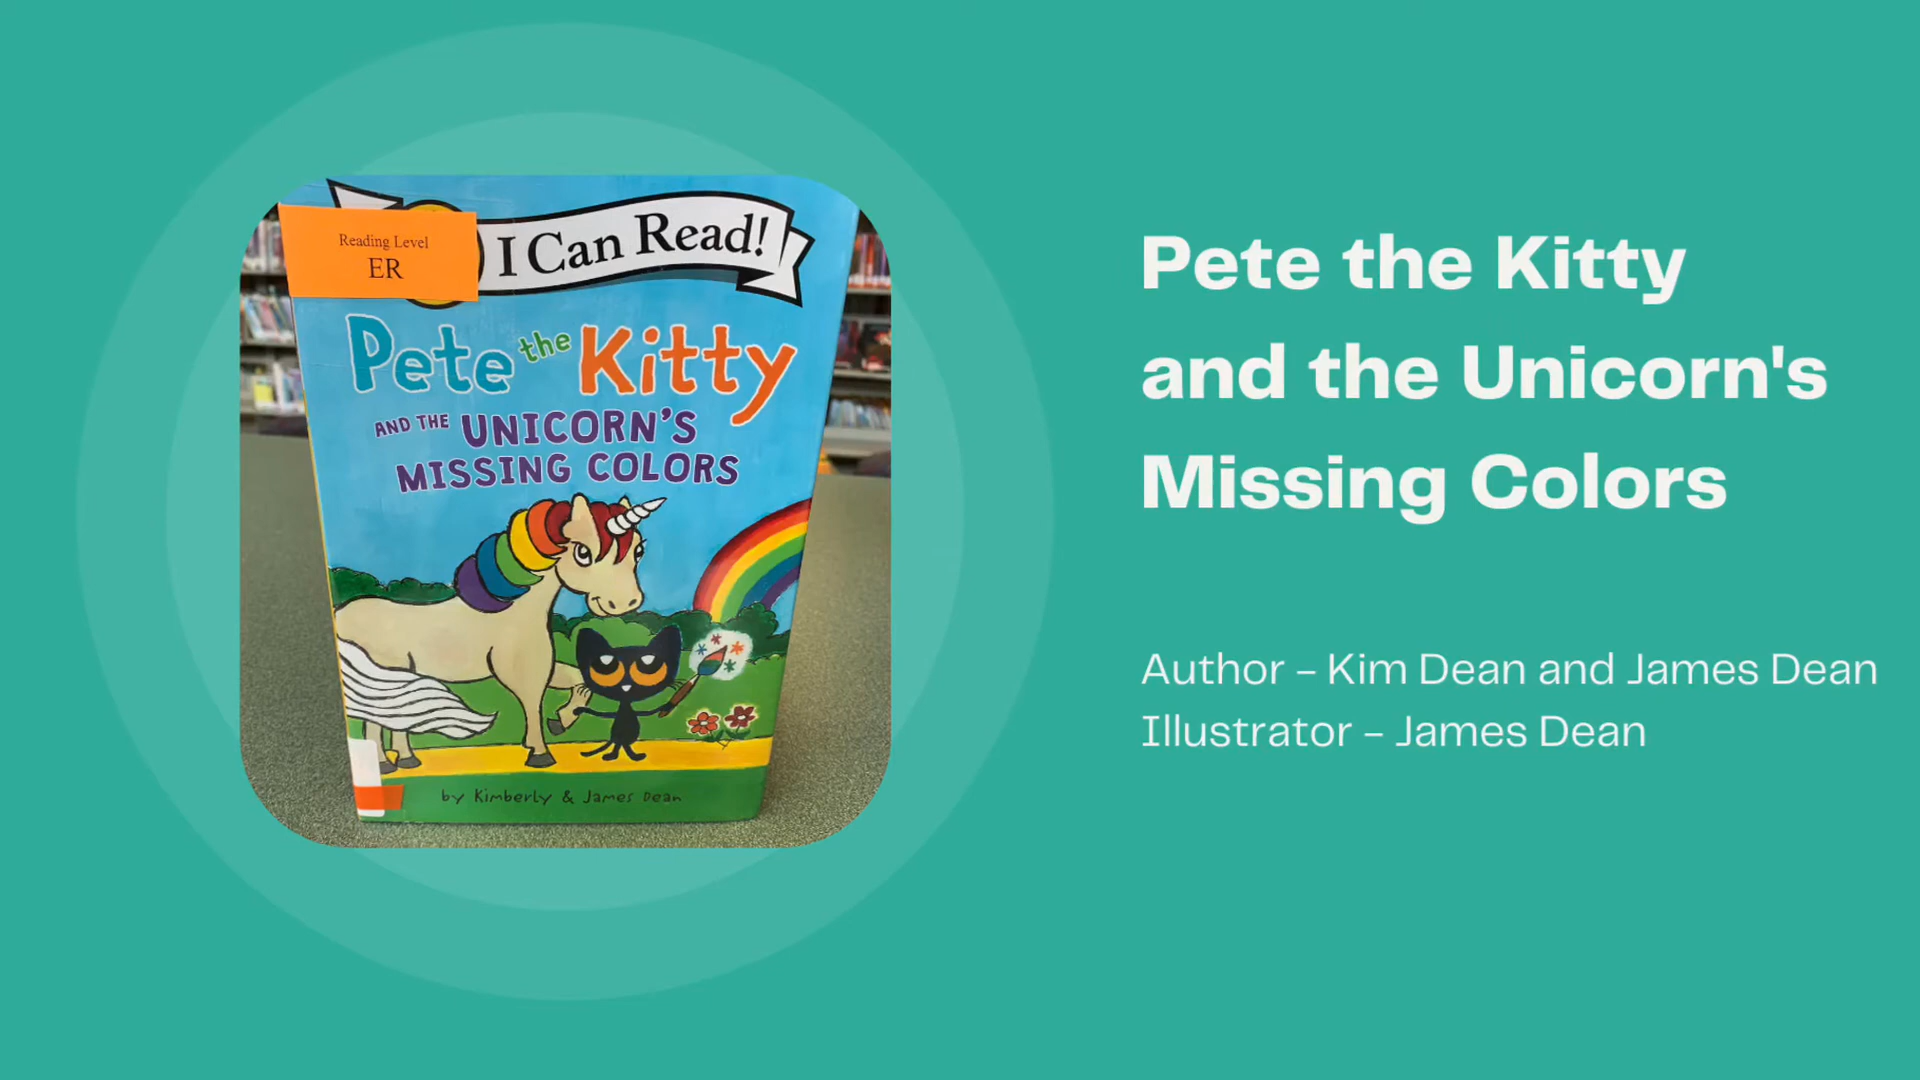 Reading Level
ER
I Can Read!
Pete the Kitty
AND THE UNICORN'S
MISSING COLORS
by Kimberly & James Dean
Pete the Kitty
and the Unicorn's
Missing Colors
Author – Kim Dean and James Dean
Illustrator – James Dean